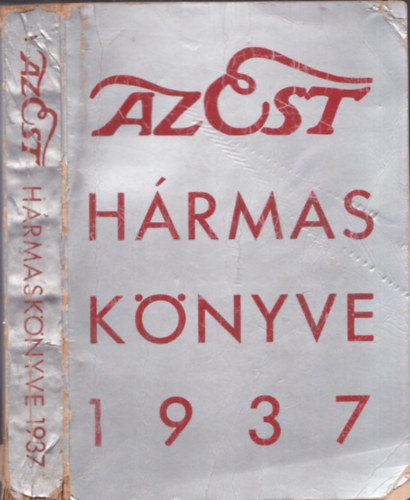 AZ EST
HÁRMASKÖNYVE 1937
AZ EST
HÁRMAS
KÖNYVE
1937